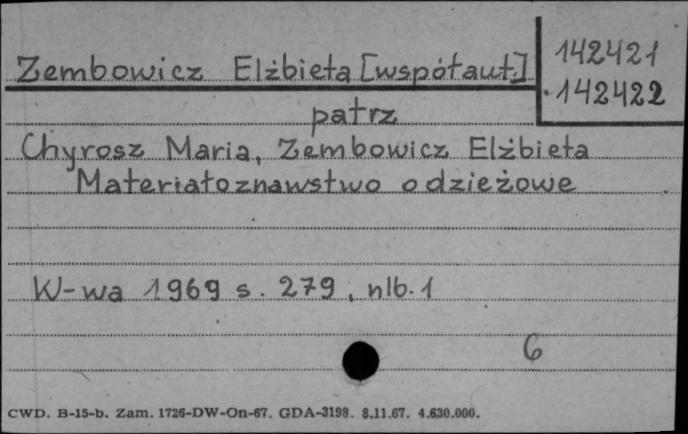 Zembowicz Elżbieta [współaut.]
142421
142422
patrz
Chyrosz Maria, Zembowicz Elżbieta
Materiałoznawstwo odzieżowe
W-wa 1969 s. 279, nlb. 1
6
CWD. B-15-b. Zam. 1726-DW-On-67. GDA-3198. 8.11.67. 4.630.000.